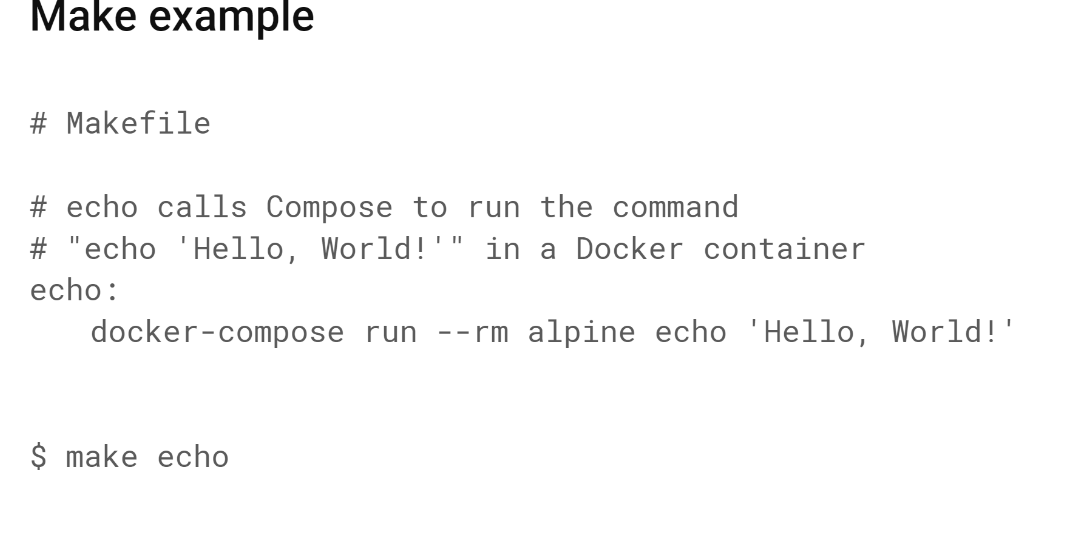 Make example
# Makefile
# echo calls Compose to run the command
# "echo 'Hello, World!'" in a Docker container
echo:
docker-compose run --rm alpine echo 'Hello, World!'
$ make echo